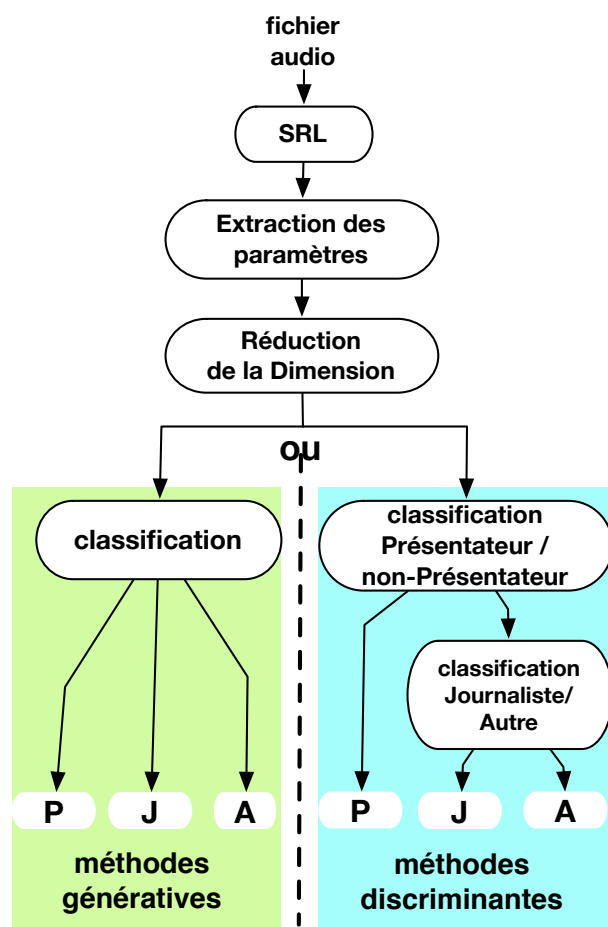 fichier
audio
SRL
Extraction des
paramètres
Réduction
de la Dimension
ou
classification
P J A
méthodes
génératives
classification
Présentateur /
non-Présentateur
classification
Journaliste/
Autre
P J A
méthodes
discriminantes